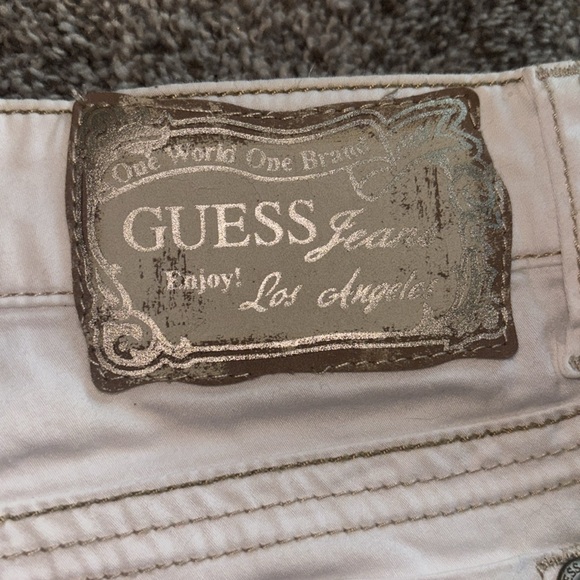 One World One Brand
GUESS Jeans
Enjoy! Los Angeles